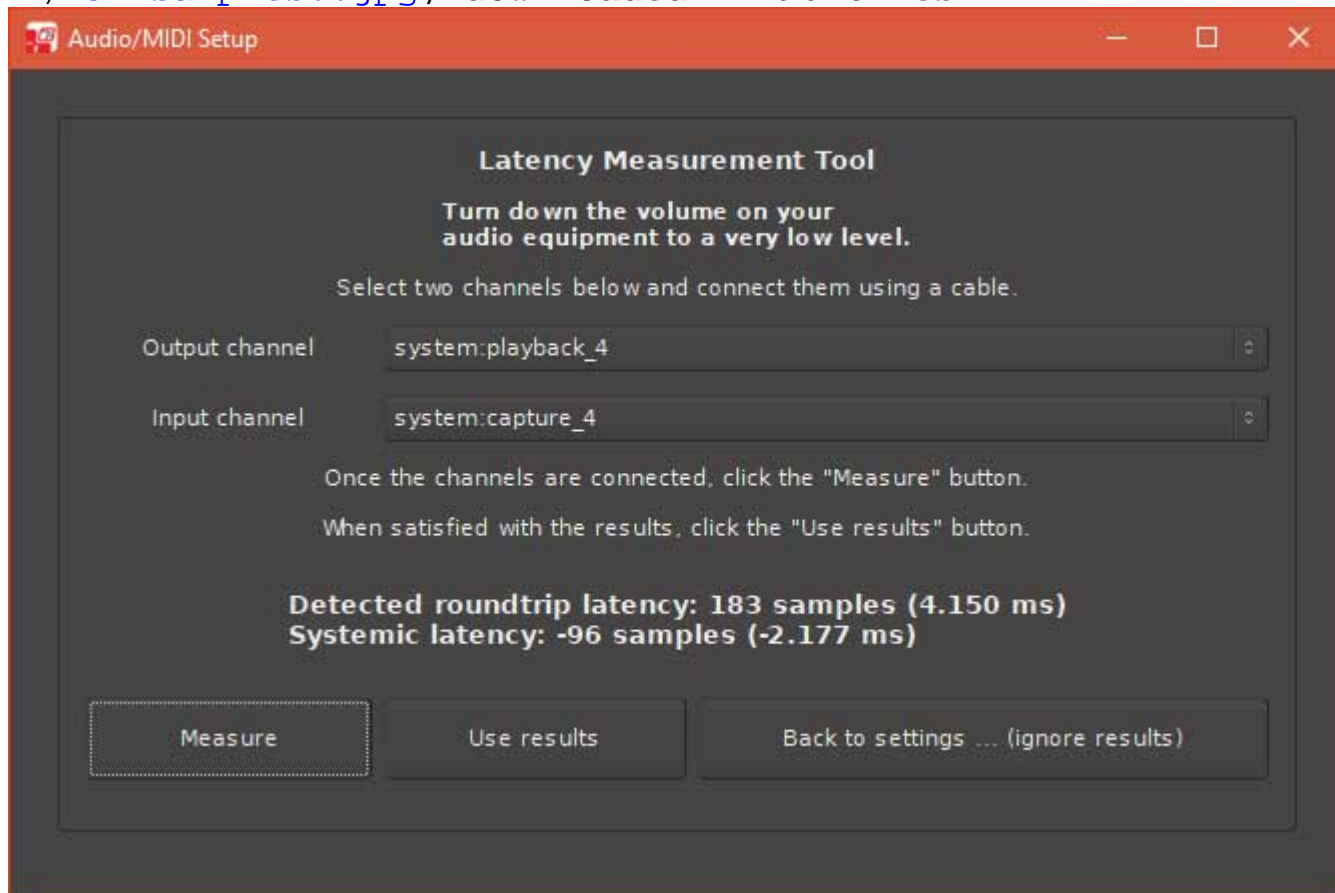 Audio/MIDI Setup
Latency Measurement Tool
Turn down the volume on your
audio equipment to a very low level.
Select two channels below and connect them using a cable.
Output channel system:playback_4
Input channel system:capture_4
Once the channels are connected, click the "Measure" button.
When satisfied with the results, click the "Use results" button.
Detected roundtrip latency: 183 samples (4.150 ms)
Systemic latency: -96 samples (-2.177 ms)
Measure Use results Back to settings ... (ignore results)